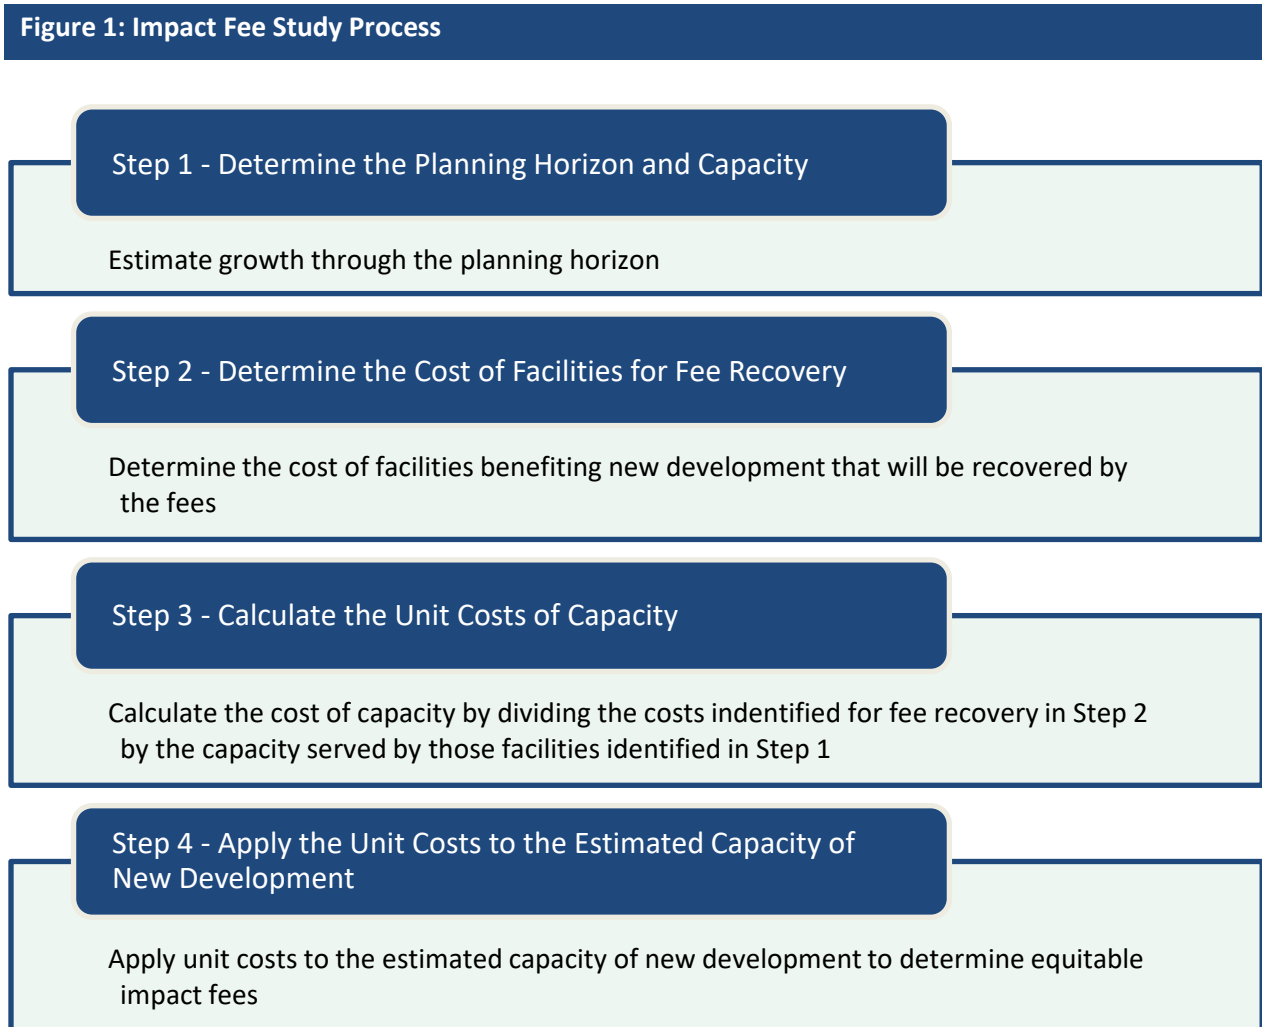 Figure 1: Impact Fee Study Process
Step 1 - Determine the Planning Horizon and Capacity
Estimate growth through the planning horizon
Step 2 - Determine the Cost of Facilities for Fee Recovery
Determine the cost of facilities benefiting new development that will be recovered by
the fees
Step 3 - Calculate the Unit Costs of Capacity
Calculate the cost of capacity by dividing the costs indentified for fee recovery in Step 2
by the capacity served by those facilities identified in Step 1
Step 4 - Apply the Unit Costs to the Estimated Capacity of
New Development
Apply unit costs to the estimated capacity of new development to determine equitable
impact fees